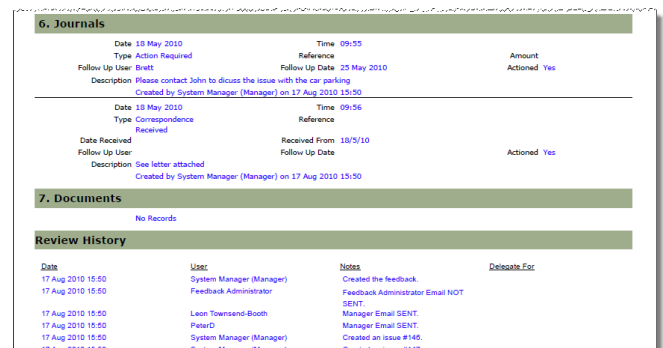 6. Journals
Date 18 May 2010 Time 09:55
Type Action Required Reference Amount
Follow Up User Brett Follow Up Date 25 May 2010 Actioned Yes
Description Please contact John to dicuss the issue with the car parking
Created by System Manager (Manager) on 17 Aug 2010 15:50
Date 18 May 2010 Time 09:56
Type Correspondence Reference
Received
Date Received Received From 18/5/10
Follow Up User Follow Up Date Actioned Yes
Description See letter attached
Created by System Manager (Manager) on 17 Aug 2010 15:50
7. Documents
No Records
Review History
Date User Notes Delegate For
17 Aug 2010 15:50 System Manager (Manager) Created the feedback.
17 Aug 2010 15:50 Feedback Administrator Feedback Administrator Email NOT
SENT.
17 Aug 2010 15:50 Leon Townsend-Booth Manager Email SENT.
17 Aug 2010 15:50 PeterD Manager Email SENT.
17 Aug 2010 15:50 System Manager (Manager) Created an issue #146.